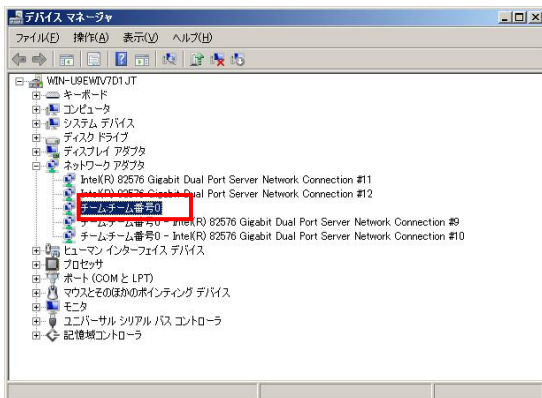 デバイス マネージャ
ファイル(F) 操作(A) 表示(V) ヘルプ(H)
WIN-U9EWIV7D1JT
キーボード
コンピュータ
システム デバイス
ディスク ドライブ
ディスプレイ アダプタ
ネットワーク アダプタ
Intel(R) 82576 Gigabit Dual Port Server Network Connection #11
Intel(R) 82576 Gigabit Dual Port Server Network Connection #12
チームチーム番号0
チームチーム番号0 - Intel(R) 82576 Gigabit Dual Port Server Network Connection #9
チームチーム番号0 - Intel(R) 82576 Gigabit Dual Port Server Network Connection #10
ヒューマン インターフェイス デバイス
プロセッサ
ポート (COM と LPT)
マウスとそのほかのポインティング デバイス
モニタ
ユニバーサル シリアル バス コントローラ
記憶域コントローラ